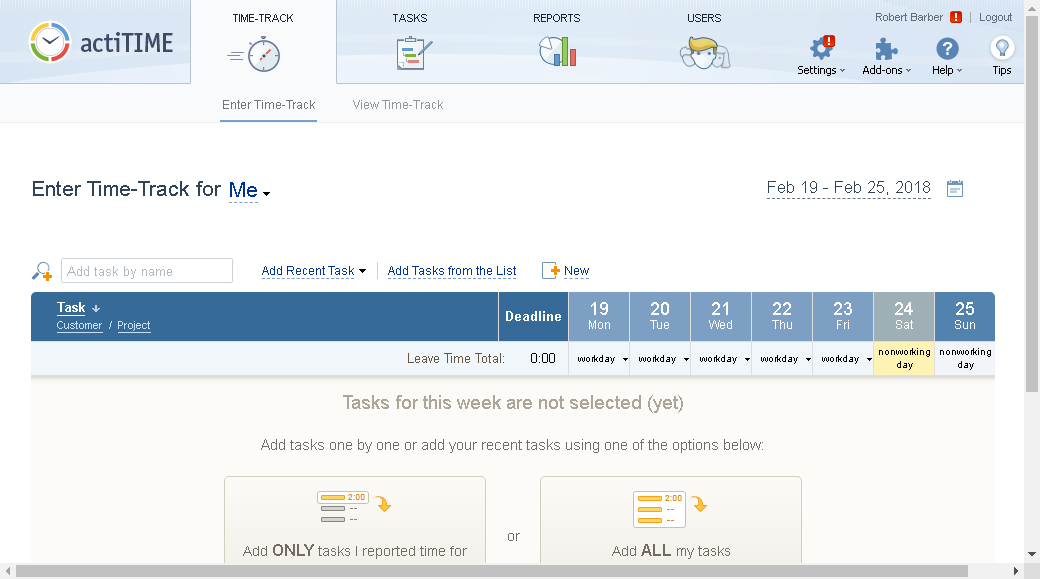 actiTIME
TIME-TRACK
TASKS
REPORTS
USERS
Robert Barber ! | Logout
Settings
Add-ons
Help
Tips
Enter Time-Track
View Time-Track
Enter Time-Track for Me
Feb 19 - Feb 25, 2018
Add task by name
Add Recent Task
Add Tasks from the List
New
Task
Customer / Project
Deadline
19 Mon
20 Tue
21 Wed
22 Thu
23 Fri
24 Sat
25 Sun
Leave Time Total: 0:00
workday
workday
workday
workday
workday
nonworking day
nonworking day
Tasks for this week are not selected (yet)
Add tasks one by one or add your recent tasks using one of the options below:
2:00
--
--
Add ONLY tasks I reported time for
or
2:00
--
--
Add ALL my tasks